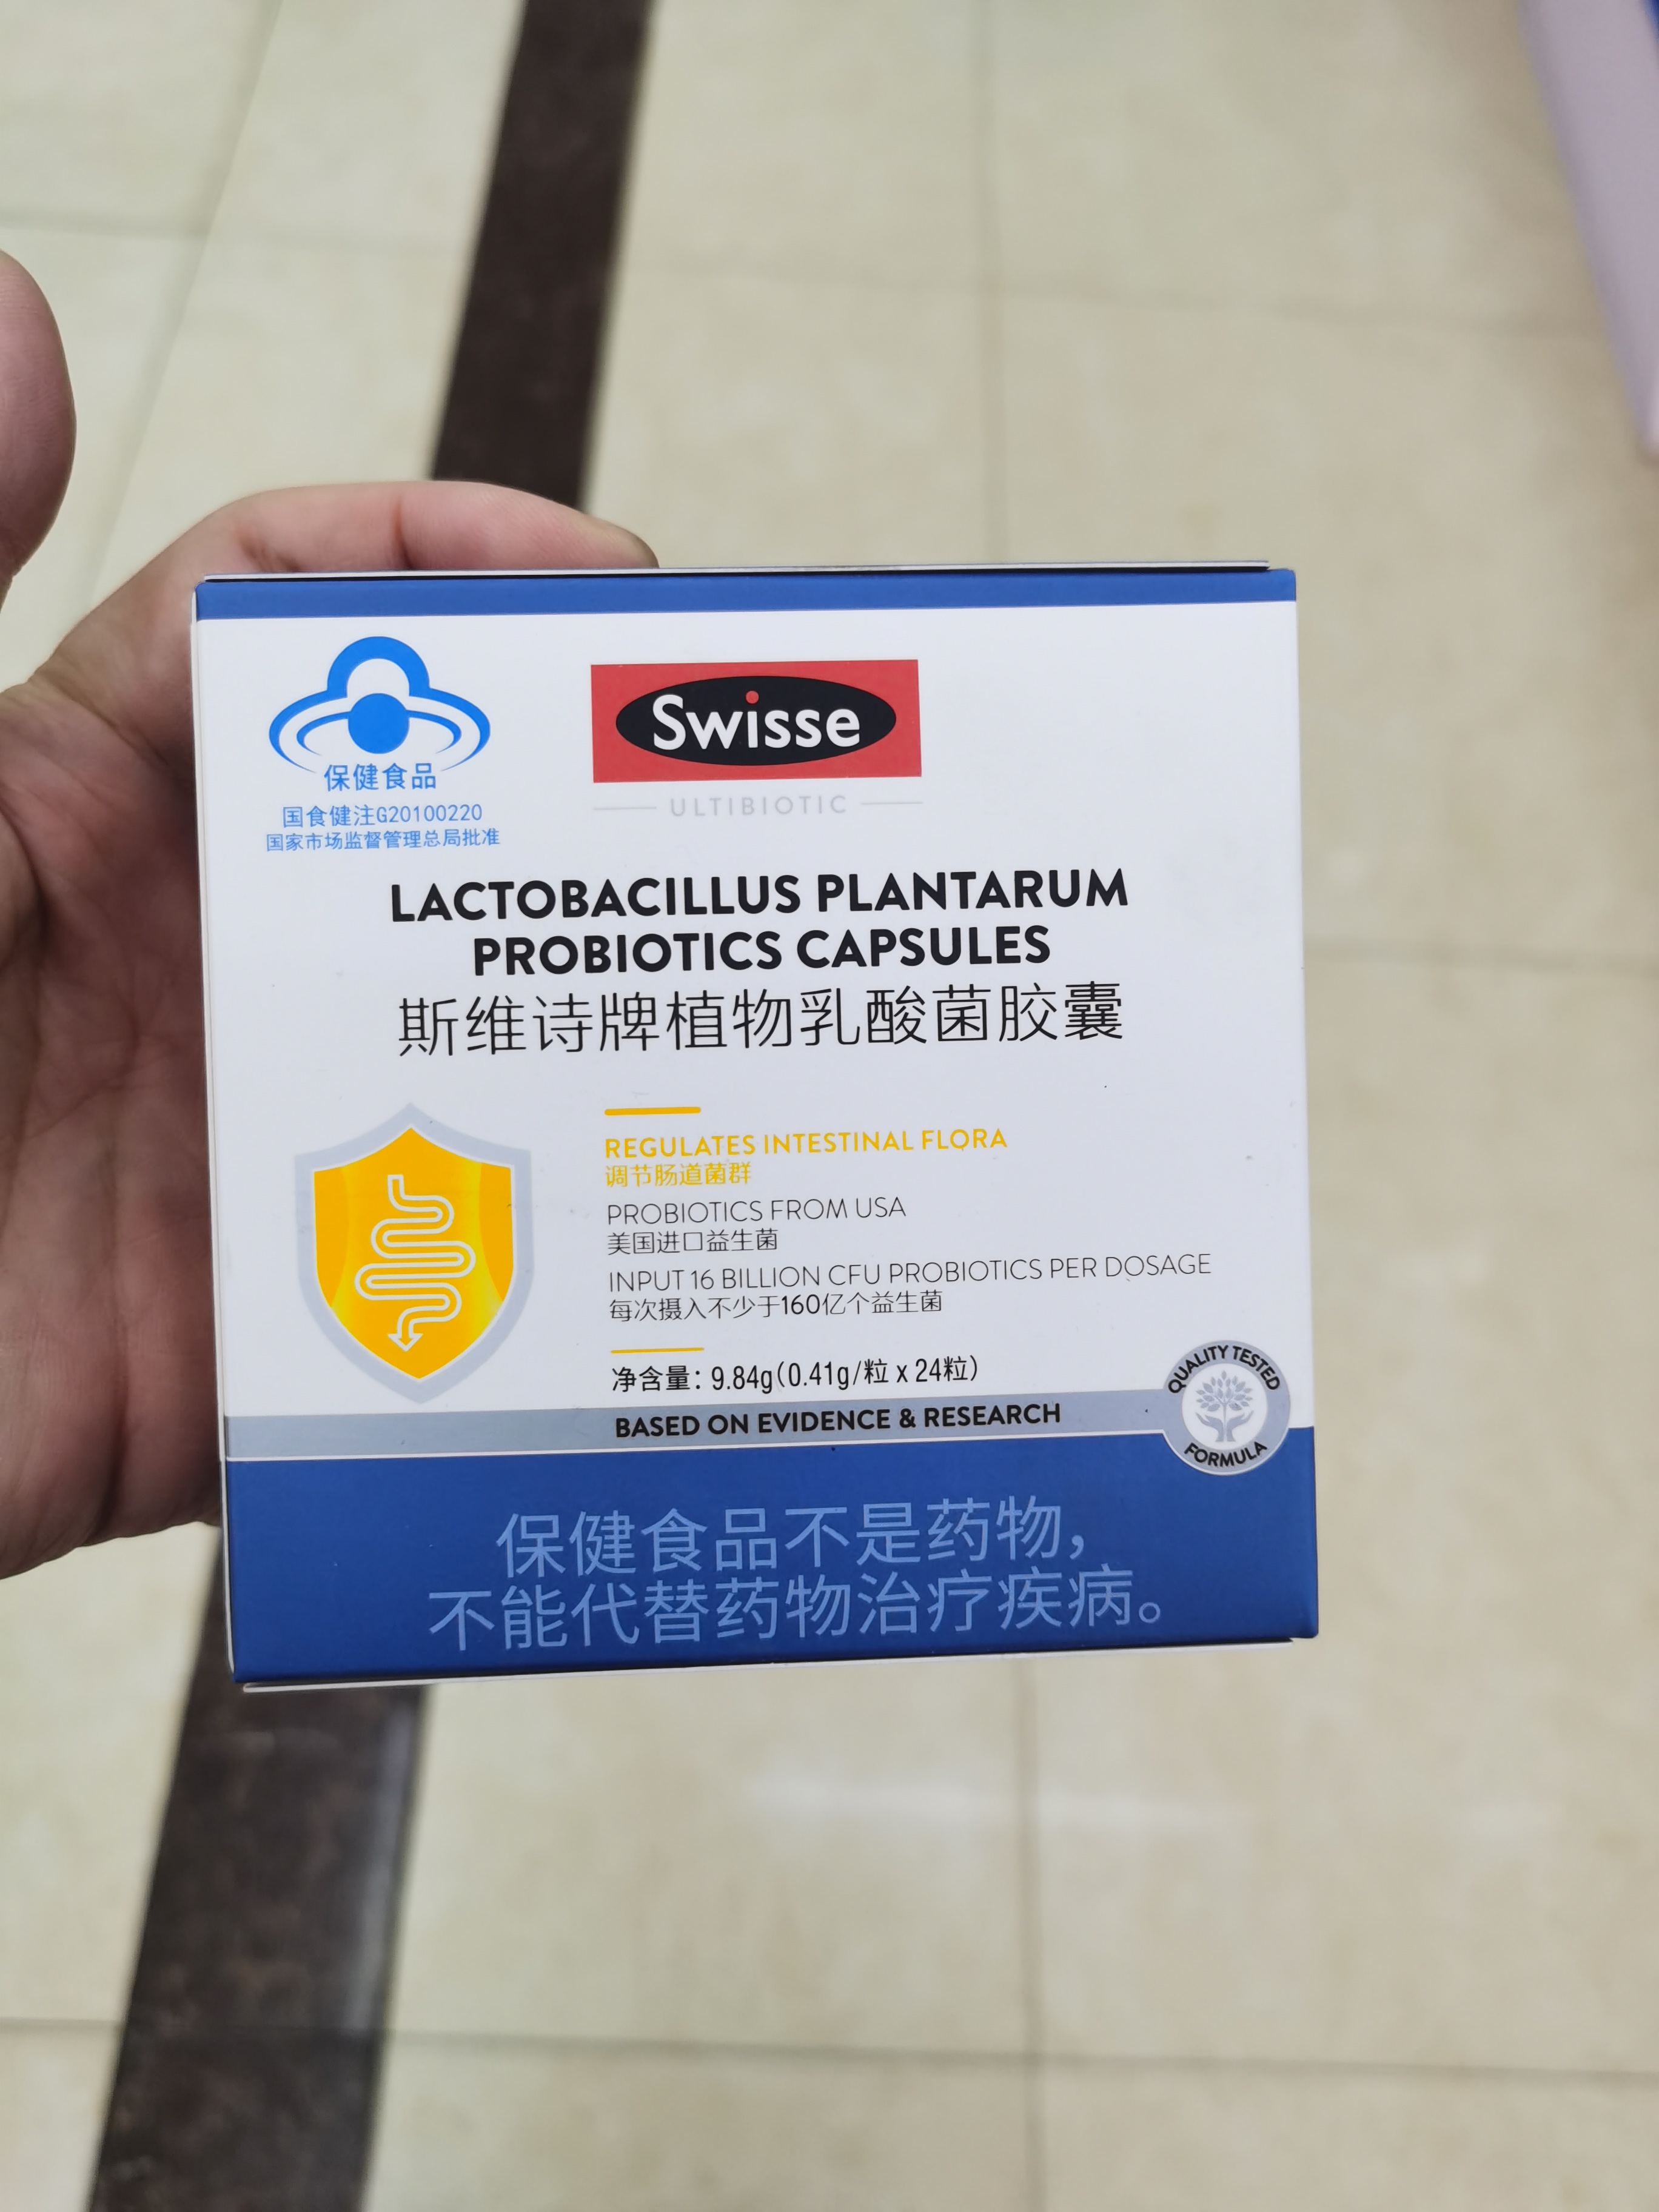 保健食品
国食健注G20100220
国家市场监督管理总局批准
Swisse
ULTIBIOTIC
LACTOBACILLUS PLANTARUM
PROBIOTICS CAPSULES
斯维诗牌植物乳酸菌胶囊
REGULATES INTESTINAL FLORA
调节肠道菌群
PROBIOTICS FROM USA
美国进口益生菌
INPUT 16 BILLION CFU PROBIOTICS PER DOSAGE
每次摄入不少于160亿个益生菌
净含量：9.84g(0.41g/粒 x 24粒)
BASED ON EVIDENCE & RESEARCH
QUALITY TESTED
FORMULA
保健食品不是药物，
不能代替药物治疗疾病。